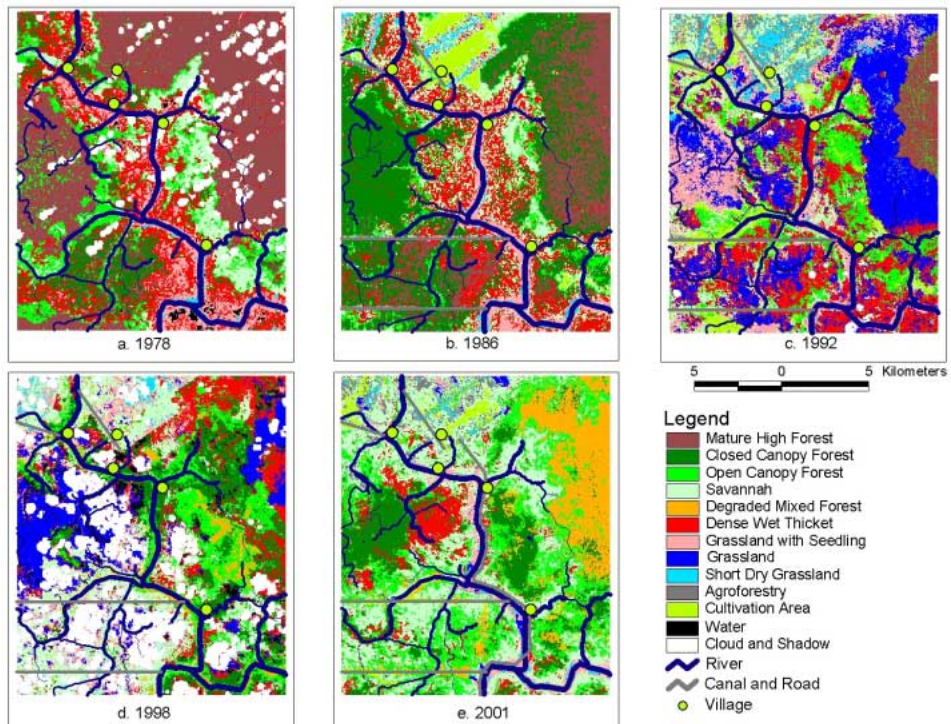 a. 1978
b. 1986
c. 1992
5 0 5 Kilometers
Legend
Mature High Forest
Closed Canopy Forest
Open Canopy Forest
Savannah
Degraded Mixed Forest
Dense Wet Thicket
Grassland with Seedling
Grassland
Short Dry Grassland
Agroforestry
Cultivation Area
Water
Cloud and Shadow
River
Canal and Road
Village
d. 1998
e. 2001